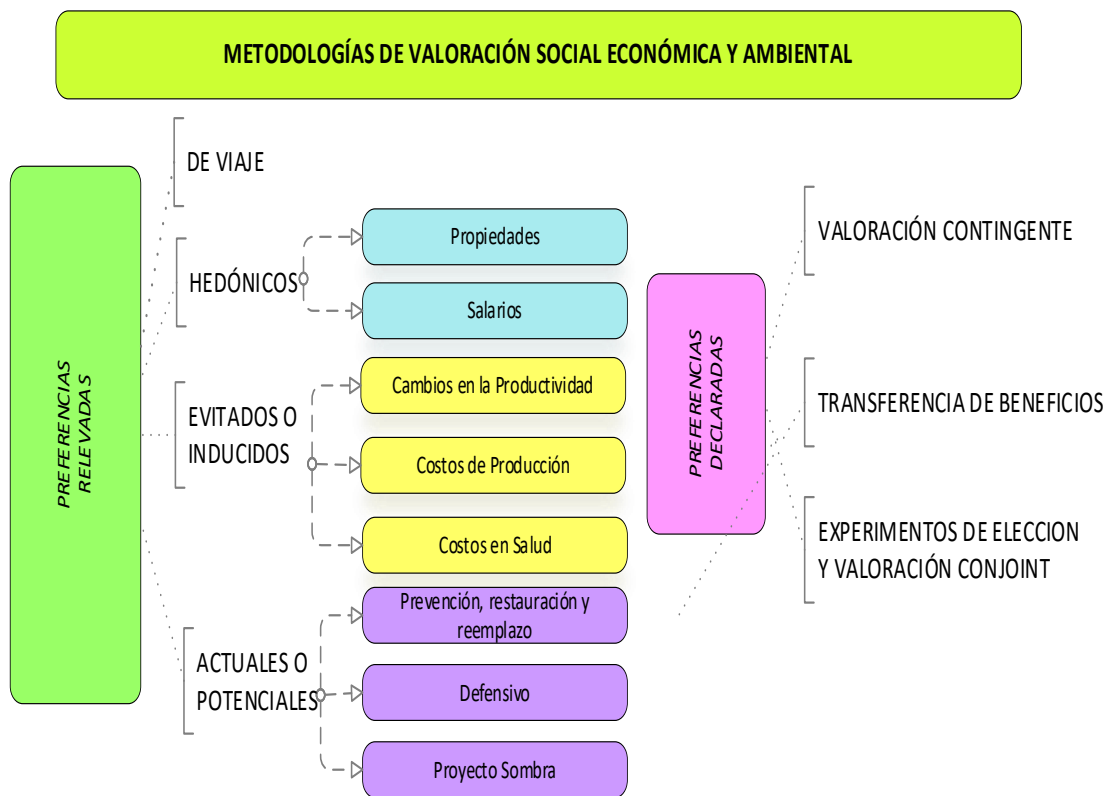 METODOLOGÍAS DE VALORACIÓN SOCIAL ECONÓMICA Y AMBIENTAL
PREFERENCIAS
RELEVADAS
DE VIAJE
HEDÓNICOS
Propiedades
Salarios
EVITADOS O
INDUCIDOS
Cambios en la Productividad
Costos de Producción
Costos en Salud
ACTUALES O
POTENCIALES
Prevención, restauración y
reemplazo
Defensivo
Proyecto Sombra
PREFERENCIAS
DECLARADAS
VALORACIÓN CONTINGENTE
TRANSFERENCIA DE BENEFICIOS
EXPERIMENTOS DE ELECCION
Y VALORACIÓN CONJOINT